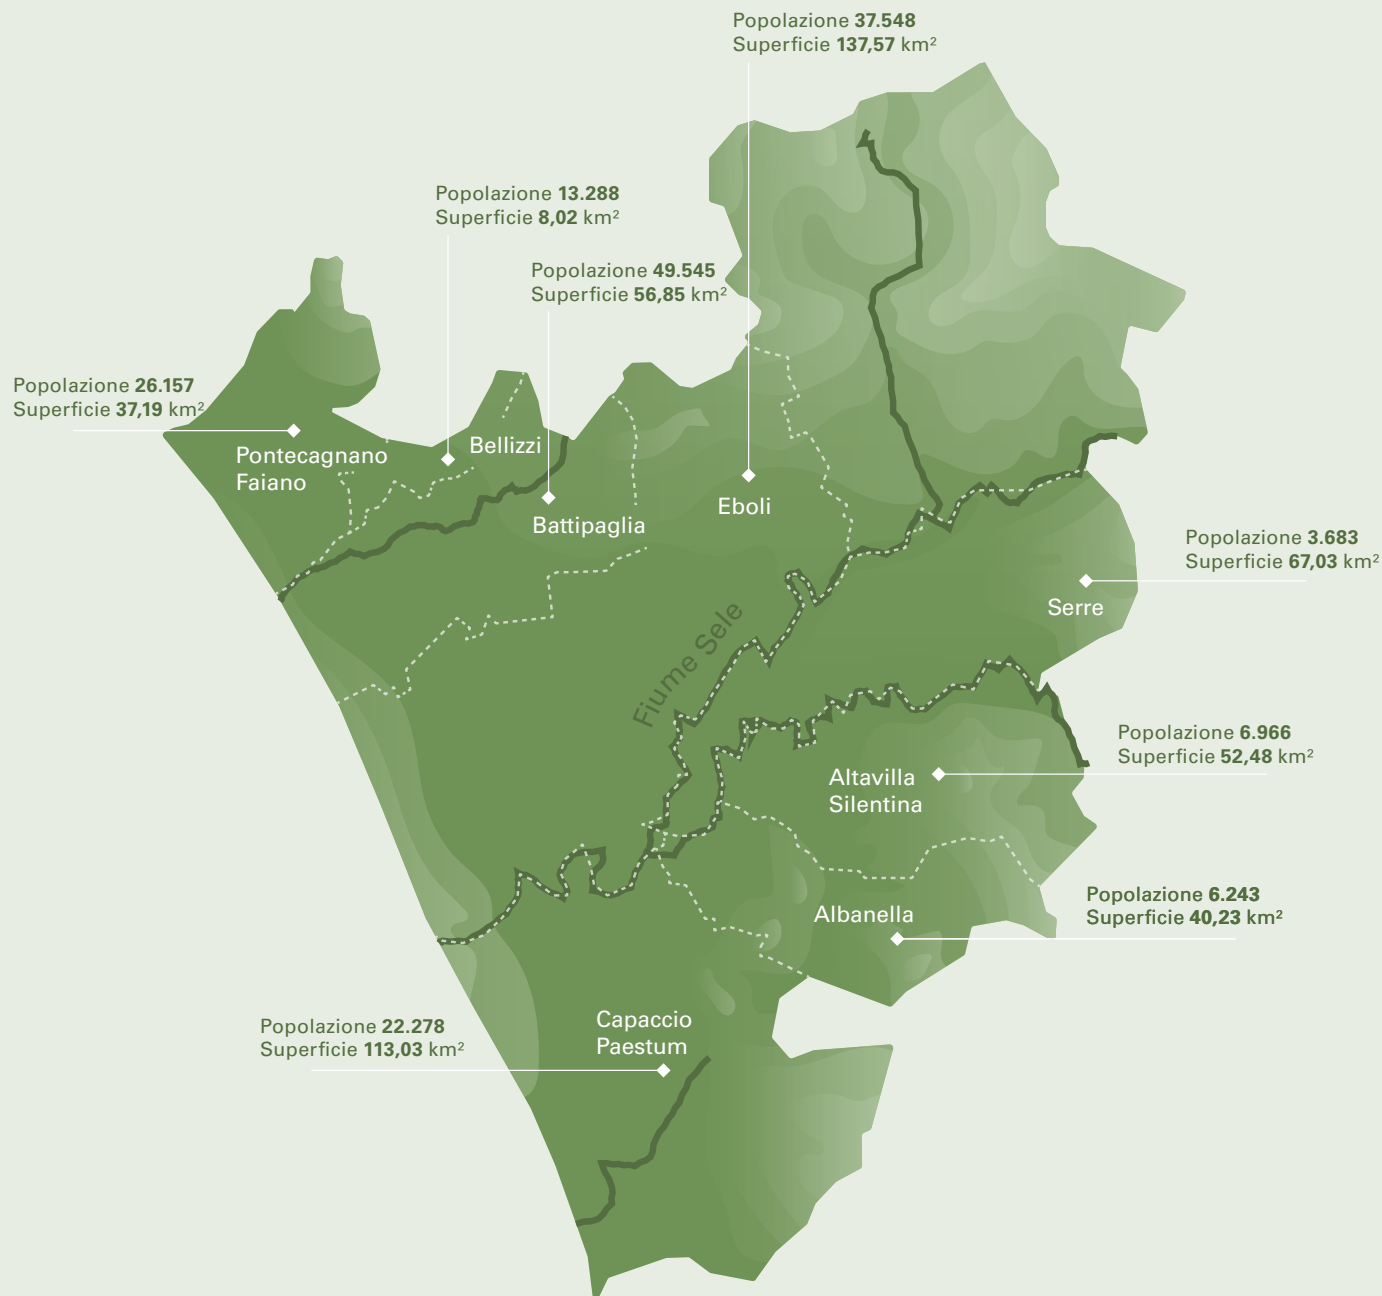 Popolazione 37.548
Superficie 137,57 km²
Popolazione 13.288
Superficie 8,02 km²
Popolazione 49.545
Superficie 56,85 km²
Popolazione 26.157
Superficie 37,19 km²
Pontecagnano
Faiano
Bellizzi
Battipaglia
Eboli
Popolazione 3.683
Superficie 67,03 km²
Serre
Fiume Sele
Popolazione 6.966
Superficie 52,48 km²
Altavilla
Silentina
Popolazione 6.243
Superficie 40,23 km²
Albanella
Popolazione 22.278
Superficie 113,03 km²
Capaccio
Paestum